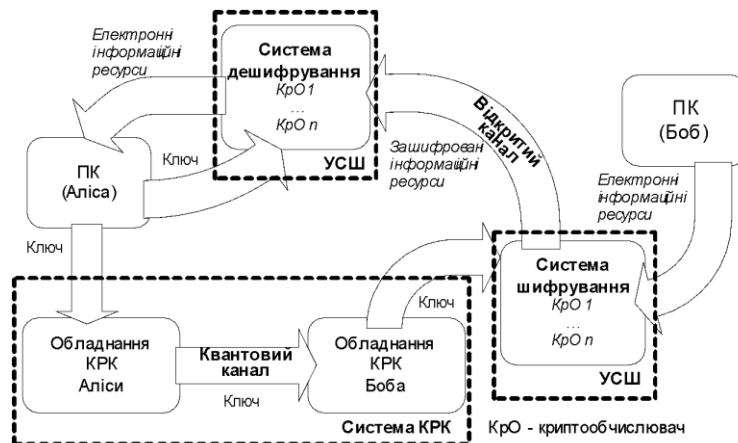 Електронні
інформаційні
ресурси
Система
дешифрування
КрО 1
...
КрО n
УСШ
ПК
(Аліса)
Ключ
Ключ
Зашифрован
інформаційні
ресурси
Відкритий
канал
ПК
(Боб)
Електронні
інформаційні
ресурси
Система
шифрування
КрО 1
...
КрО n
УСШ
Ключ
Обладнання
КРК
Аліси
Квантовий
канал
Ключ
Обладнання
КРК
Боба
Система КРК
КрО - криптообчислювач